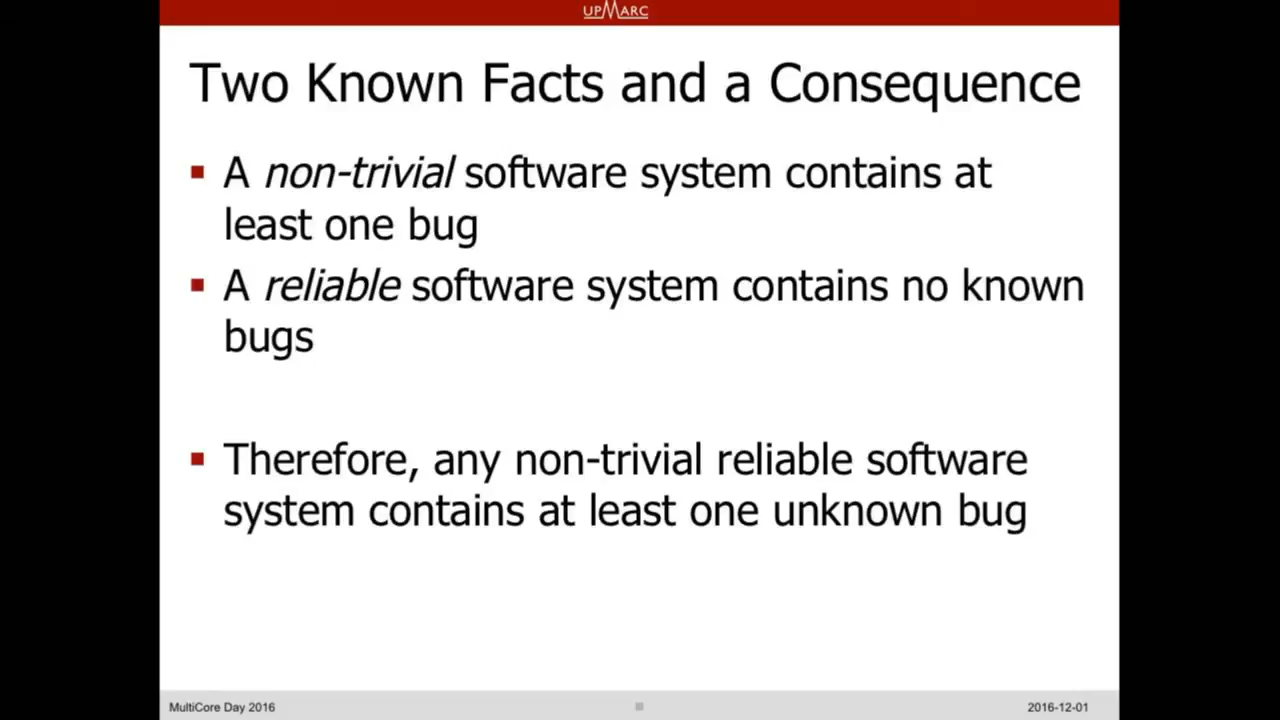 UPMARC
Two Known Facts and a Consequence
A non-trivial software system contains at
least one bug
A reliable software system contains no known
bugs
Therefore, any non-trivial reliable software
system contains at least one unknown bug
MultiCore Day 2016
2016-12-01